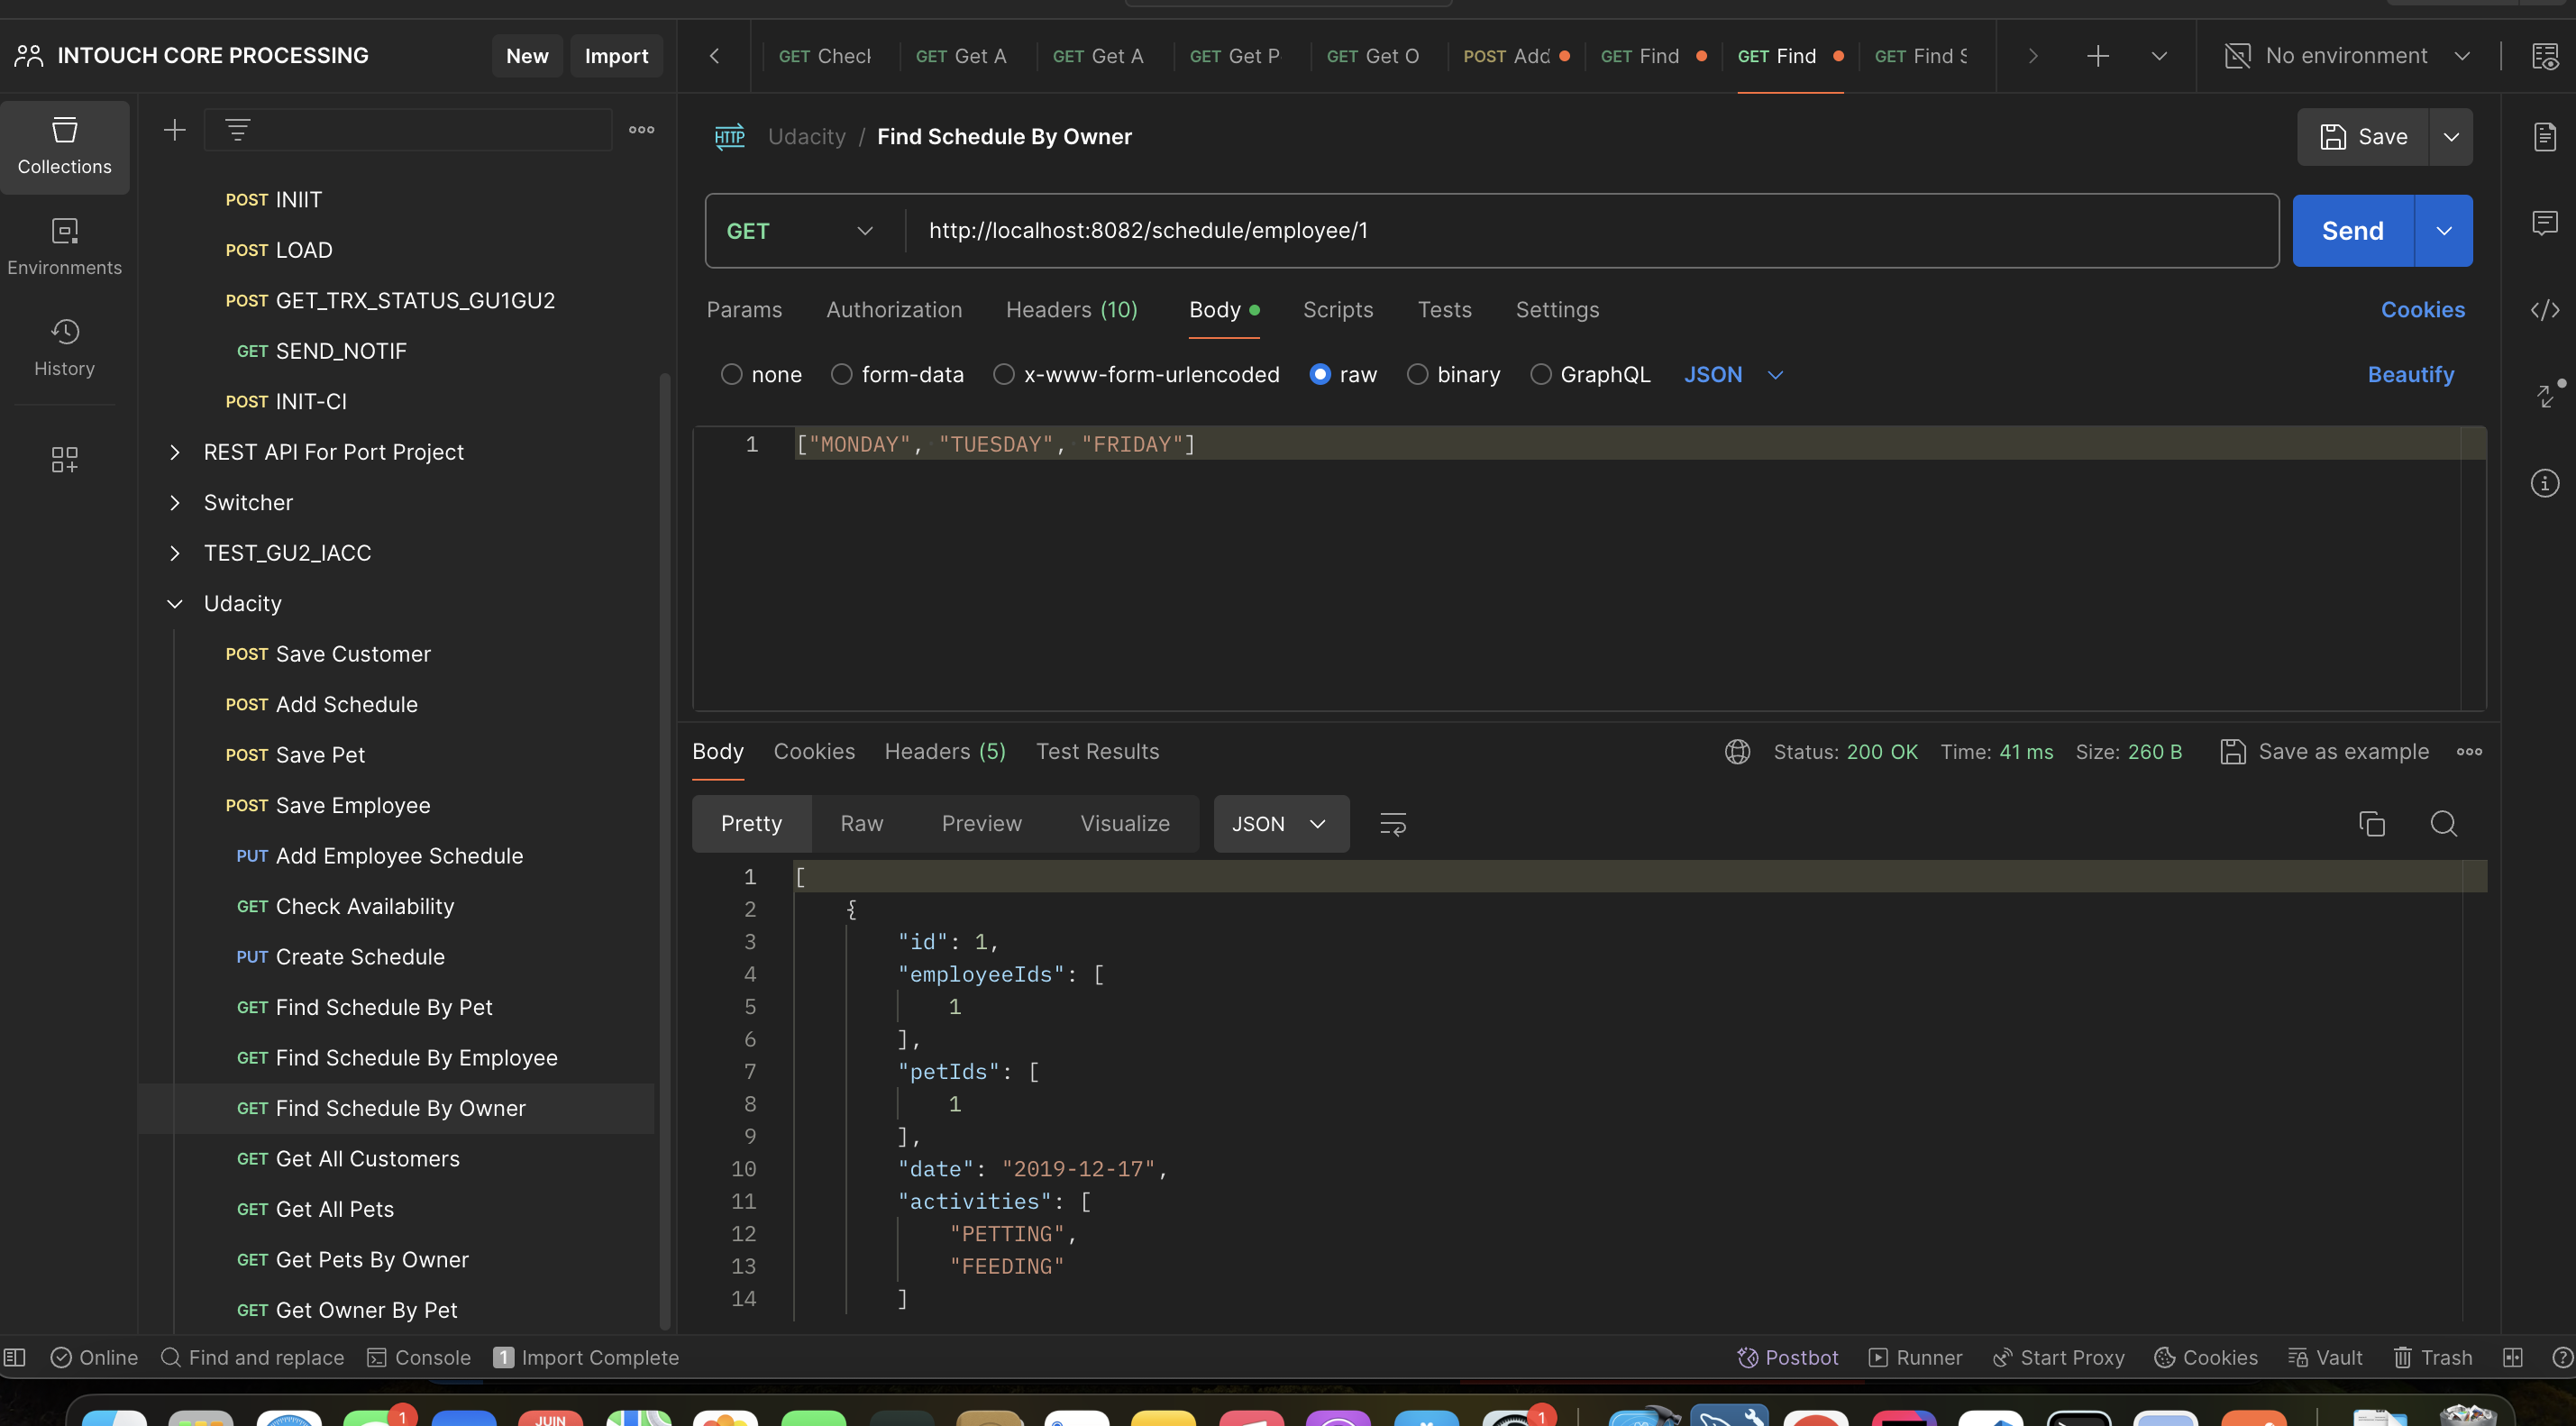 INTOUCH CORE PROCESSING
New
Import
GET Check
GET Get A
GET Get A
GET Get P
GET Get O
POST Add
GET Find
GET Find
GET Find S
No environment
Collections
Environments
History
POST INIIT
POST LOAD
POST GET_TRX_STATUS_GU1GU2
GET SEND_NOTIF
POST INIT-CI
REST API For Port Project
Switcher
TEST_GU2_IACC
Udacity
POST Save Customer
POST Add Schedule
POST Save Pet
POST Save Employee
PUT Add Employee Schedule
GET Check Availability
PUT Create Schedule
GET Find Schedule By Pet
GET Find Schedule By Employee
GET Find Schedule By Owner
GET Get All Customers
GET Get All Pets
GET Get Pets By Owner
GET Get Owner By Pet
HTTP Udacity / Find Schedule By Owner
Save
GET http://localhost:8082/schedule/employee/1
Send
Params Authorization Headers (10) Body Scripts Tests Settings Cookies
none form-data x-www-form-urlencoded raw binary GraphQL JSON Beautify
1 ["MONDAY", "TUESDAY", "FRIDAY"]
Body Cookies Headers (5) Test Results Status: 200 OK Time: 41 ms Size: 260 B Save as example
Pretty Raw Preview Visualize JSON
1 [
2 {
3 "id": 1,
4 "employeeIds": [
5 1
6 ],
7 "petIds": [
8 1
9 ],
10 "date": "2019-12-17",
11 "activities": [
12 "PETTING",
13 "FEEDING"
14 ]
Online Find and replace Console 1 Import Complete Postbot Runner Start Proxy Cookies Vault Trash
1
JUIN
1